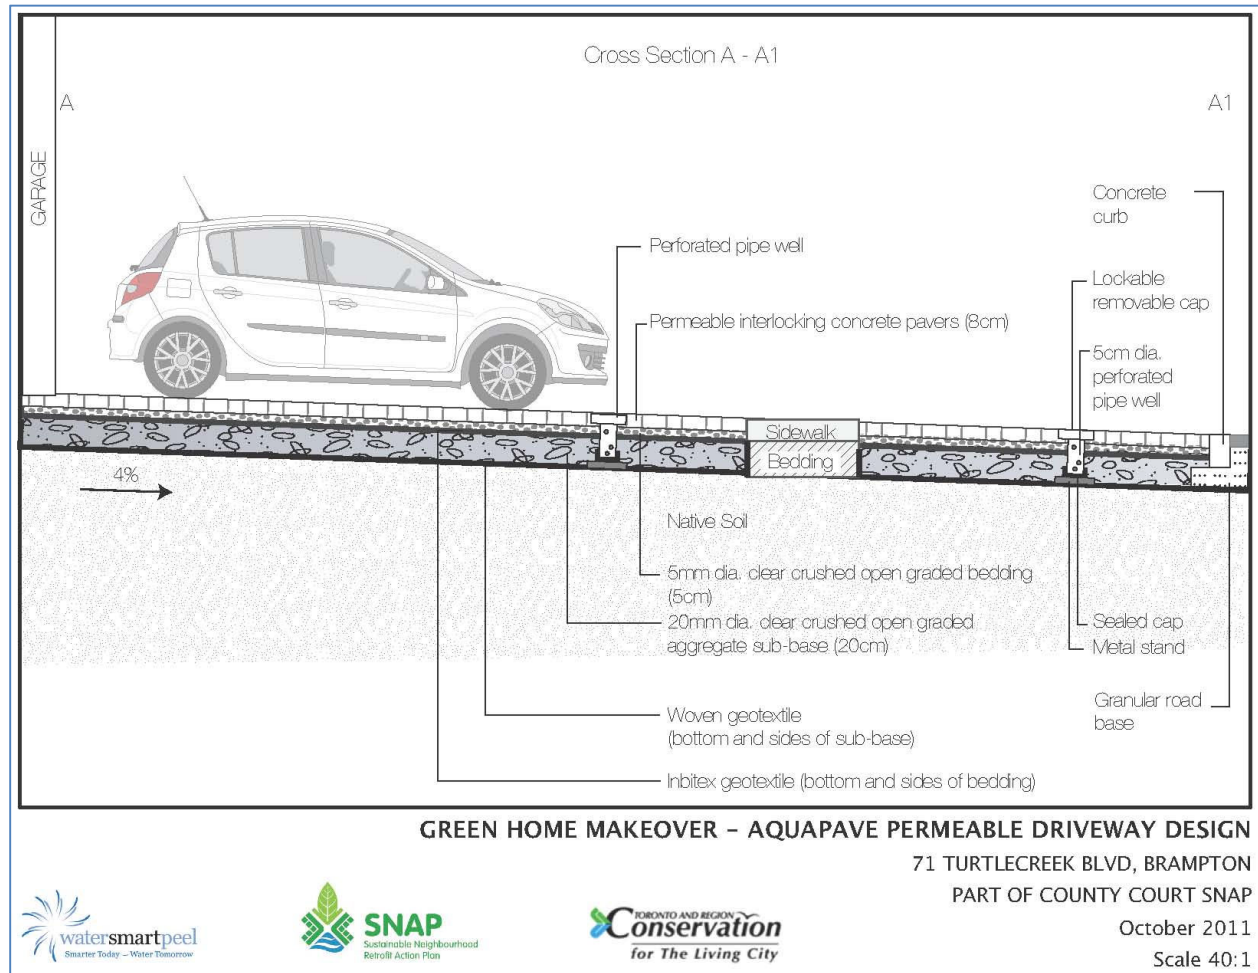 Cross Section A - A1
A
A1
GARAGE
Concrete
curb
Perforated pipe well
Lockable
removable cap
Permeable interlocking concrete pavers (8cm)
5cm dia.
perforated
pipe well
Sidewalk
Bedding
4%
Native Soil
5mm dia. clear crushed open graded bedding
(5cm)
20mm dia. clear crushed open graded
aggregate sub-base (20cm)
Sealed cap
Metal stand
Granular road
base
Woven geotextile
(bottom and sides of sub-base)
Inbitex geotextile (bottom and sides of bedding)
GREEN HOME MAKEOVER – AQUAPAVE PERMEABLE DRIVEWAY DESIGN
71 TURTLECREEK BLVD, BRAMPTON
PART OF COUNTY COURT SNAP
October 2011
Scale 40:1
watersmartpeel
Smarter Today – Water Tomorrow
SNAP
Sustainable Neighbourhood
Retrofit Action Plan
TORONTO AND REGION
Conservation
for The Living City